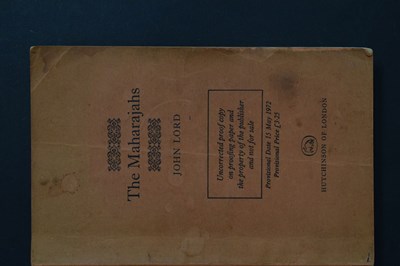 The Maharajahs
JOHN LORD
Uncorrected proof copy
on proofing paper and
the property of the publisher
and not for sale
Provisional Date 15 May 1972
Provisional Price £3·25
HUTCHINSON OF LONDON